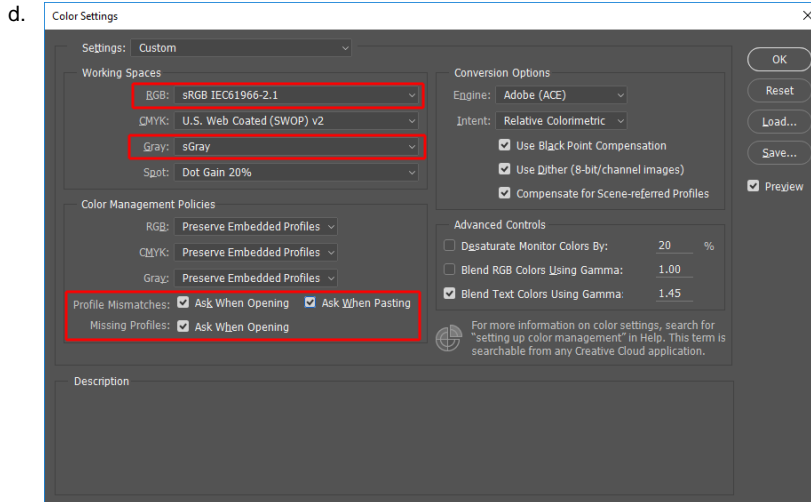 d.
Color Settings
Settings: Custom
Working Spaces
RGB: sRGB IEC61966-2.1
CMYK: U.S. Web Coated (SWOP) v2
Gray: sGray
Spot: Dot Gain 20%
Color Management Policies
RGB: Preserve Embedded Profiles
CMYK: Preserve Embedded Profiles
Gray: Preserve Embedded Profiles
Profile Mismatches: Ask When Opening Ask When Pasting
Missing Profiles: Ask When Opening
Conversion Options
Engine: Adobe (ACE)
Intent: Relative Colorimetric
Use Black Point Compensation
Use Dither (8-bit/channel images)
Compensate for Scene-referred Profiles
Advanced Controls
Desaturate Monitor Colors By: 20 %
Blend RGB Colors Using Gamma: 1.00
Blend Text Colors Using Gamma: 1.45
For more information on color settings, search for
"setting up color management" in Help. This term is
searchable from any Creative Cloud application.
OK
Reset
Load...
Save...
Preview
Description